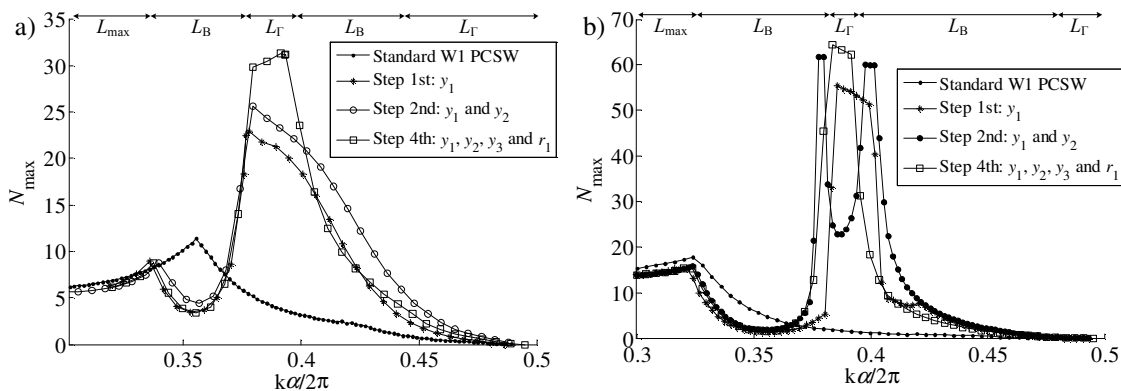 a)
L_max L_B L_Γ L_B L_Γ
35
30
25
20
15
10
5
0
N_max
Standard W1 PCSW
Step 1st: y_1
Step 2nd: y_1 and y_2
Step 4th: y_1, y_2, y_3 and r_1
0.35 0.4 0.45 0.5
kα/2π
b)
L_max L_B L_Γ L_B L_Γ
70
60
50
40
30
20
10
0
N_max
Standard W1 PCSW
Step 1st: y_1
Step 2nd: y_1 and y_2
Step 4th: y_1, y_2, y_3 and r_1
0.3 0.35 0.4 0.45 0.5
kα/2π